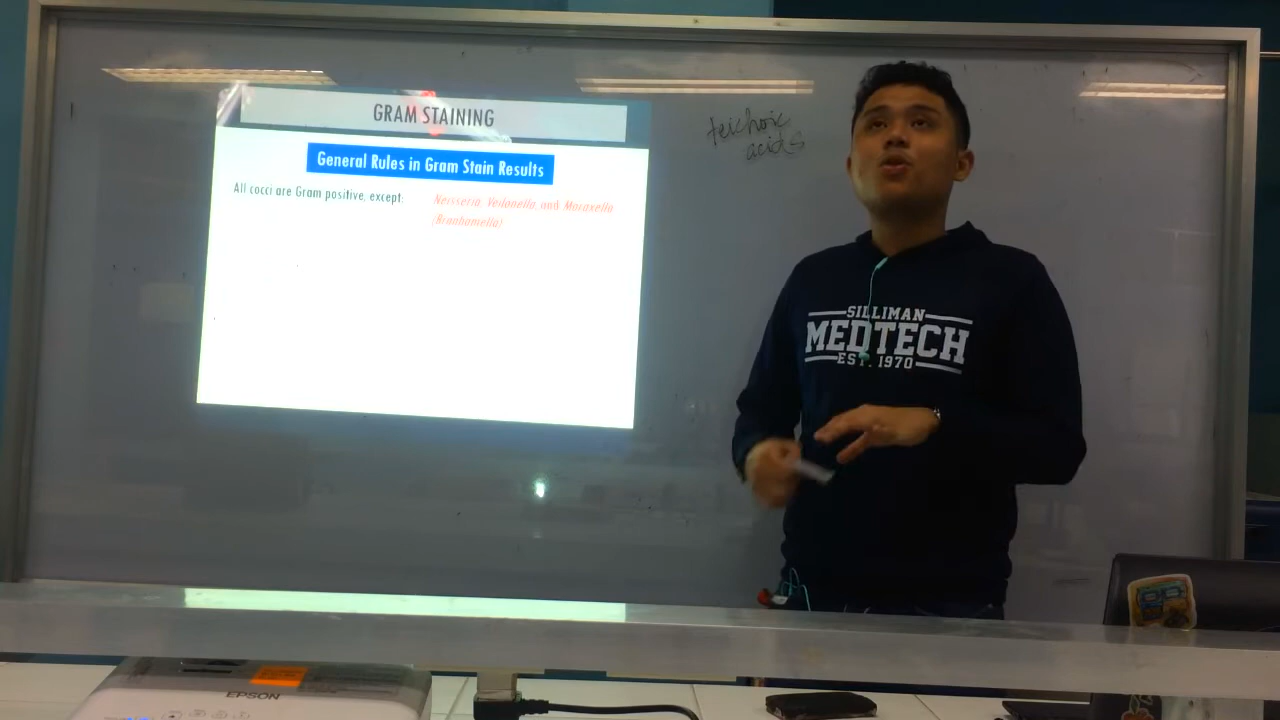 GRAM STAINING
General Rules in Gram Stain Results
All cocci are Gram positive, except:
Neisseria, Veilonella, and Moraxella
(Branhamella)
teichoic
acids
SILLIMAN
MEDTECH
EST. 1970
EPSON